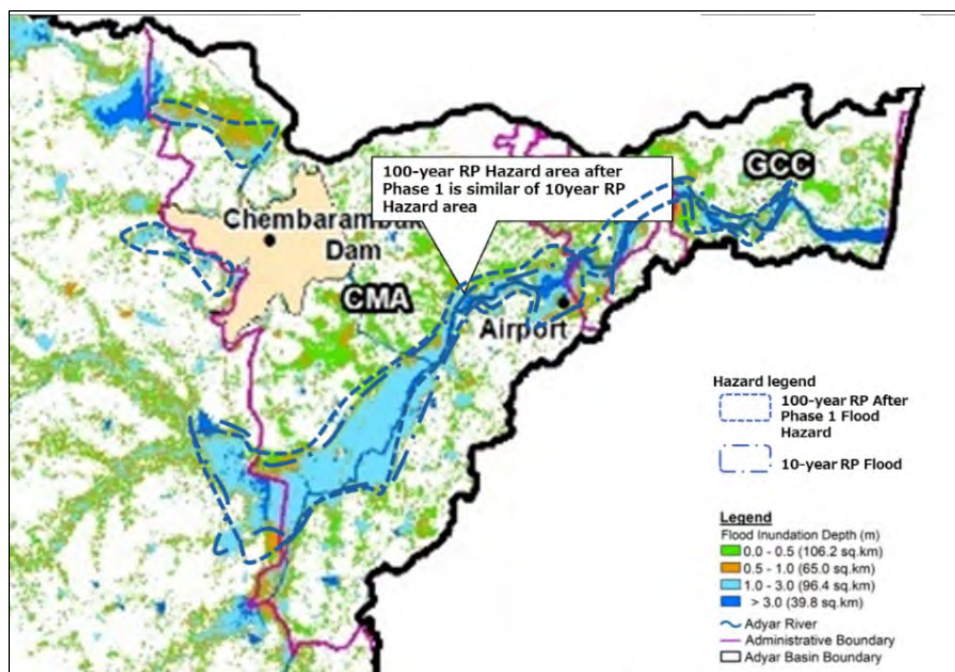 GCC
100-year RP Hazard area after
Phase 1 is similar of 10year RP
Hazard area
Chembarambak
Dam
CMA
Airport
Hazard legend
100-year RP After
Phase 1 Flood
Hazard
10-year RP Flood
Legend
Flood Inundation Depth (m)
0.0 - 0.5 (106.2 sq.km)
0.5 - 1.0 (65.0 sq.km)
1.0 - 3.0 (96.4 sq.km)
> 3.0 (39.8 sq.km)
Adyar River
Administrative Boundary
Adyar Basin Boundary